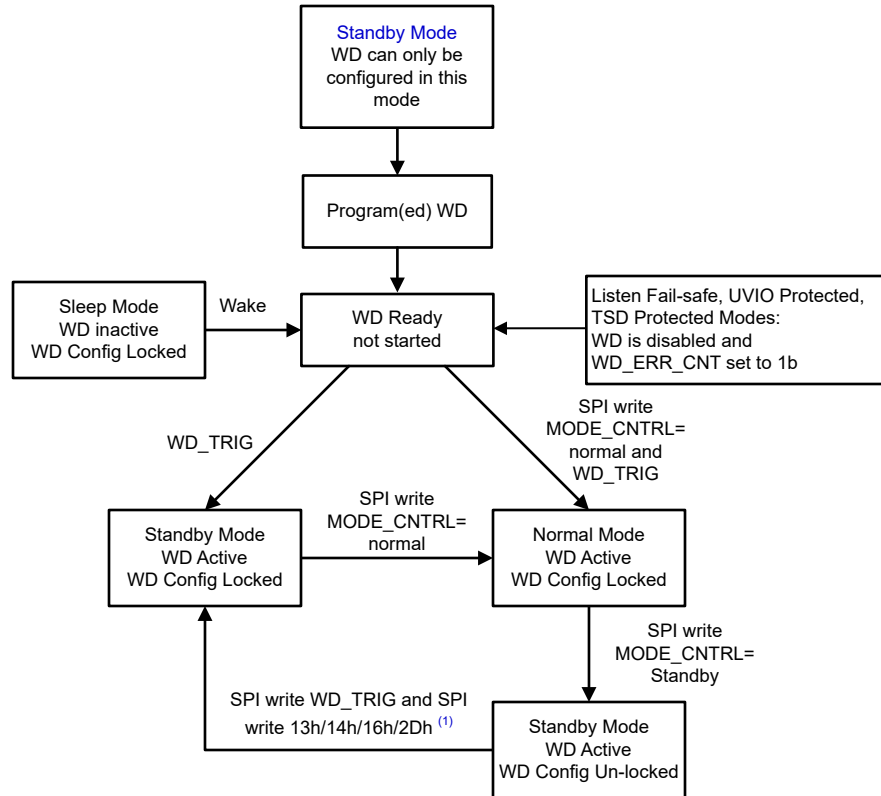 Standby Mode
WD can only be
configured in this
mode
Program(ed) WD
Sleep Mode
WD inactive
WD Config Locked
Wake
WD Ready
not started
Listen Fail-safe, UVIO Protected,
TSD Protected Modes:
WD is disabled and
WD_ERR_CNT set to 1b
WD_TRIG
SPI write
MODE_CNTRL=
normal and
WD_TRIG
Standby Mode
WD Active
WD Config Locked
SPI write
MODE_CNTRL=
normal
Normal Mode
WD Active
WD Config Locked
SPI write
MODE_CNTRL=
Standby
SPI write WD_TRIG and SPI
write 13h/14h/16h/2Dh (1)
Standby Mode
WD Active
WD Config Un-locked